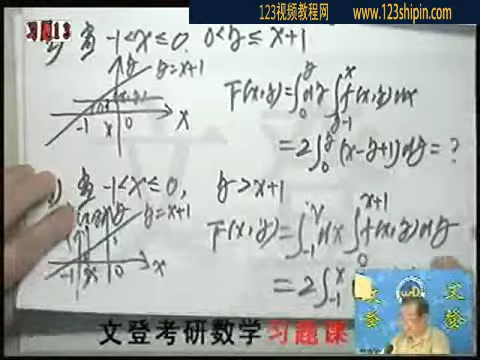 123视频教程网 www.123shipin.com
习题13
当 -1<x≤0, 0<y≤x+1
y
y=x+1
-1 0 x
F(x,y)=∫₀^y dy ∫_{y-1}^x f(x,y)dx
=2∫₀^y (x-y+1)dy=?
当 -1<x≤0, y>x+1
y
y=x+1
-1 0 x
F(x,y)=∫_{-1}^x dx ∫₀^{x+1} f(x,y)dy
=2∫_{-1}^x
文登考研数学习题课
文 登